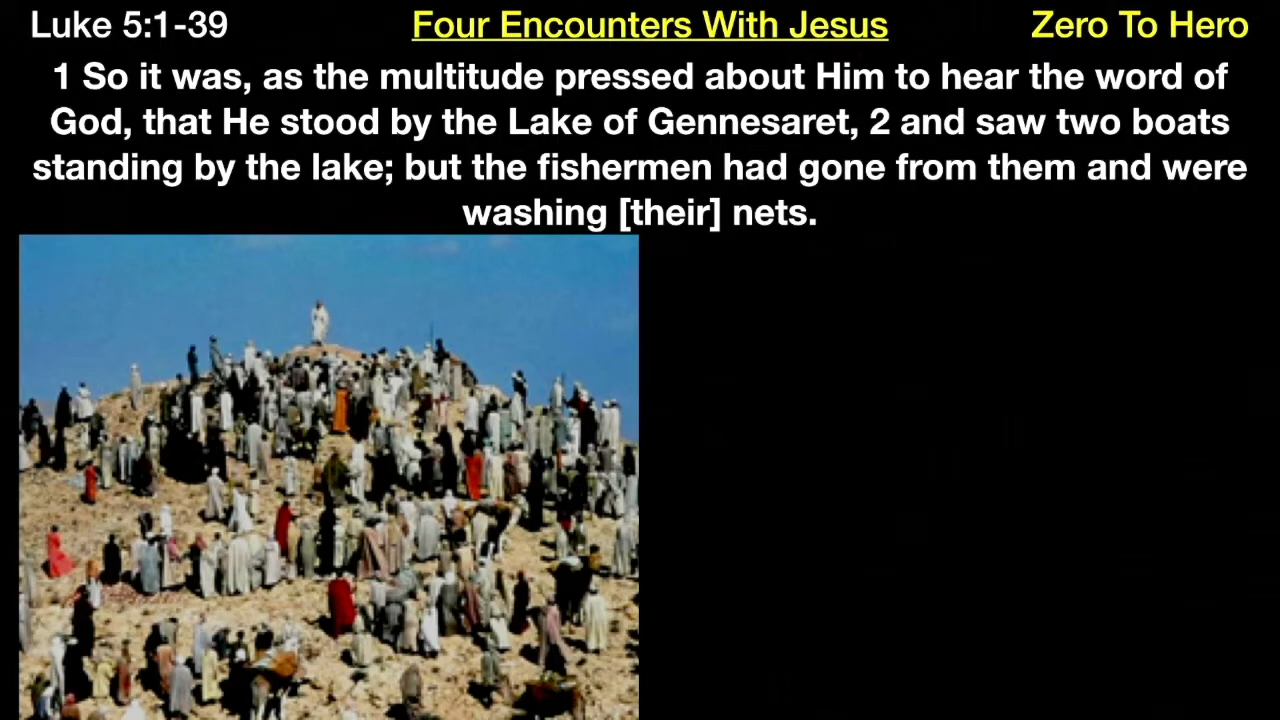 Luke 5:1-39 Four Encounters With Jesus Zero To Hero
1 So it was, as the multitude pressed about Him to hear the word of
God, that He stood by the Lake of Gennesaret, 2 and saw two boats
standing by the lake; but the fishermen had gone from them and were
washing [their] nets.